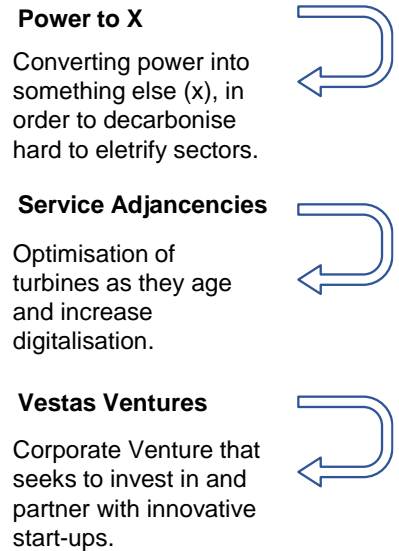 Power to X
Converting power into
something else (x), in
order to decarbonise
hard to eletrify sectors.
Service Adjancencies
Optimisation of
turbines as they age
and increase
digitalisation.
Vestas Ventures
Corporate Venture that
seeks to invest in and
partner with innovative
start-ups.